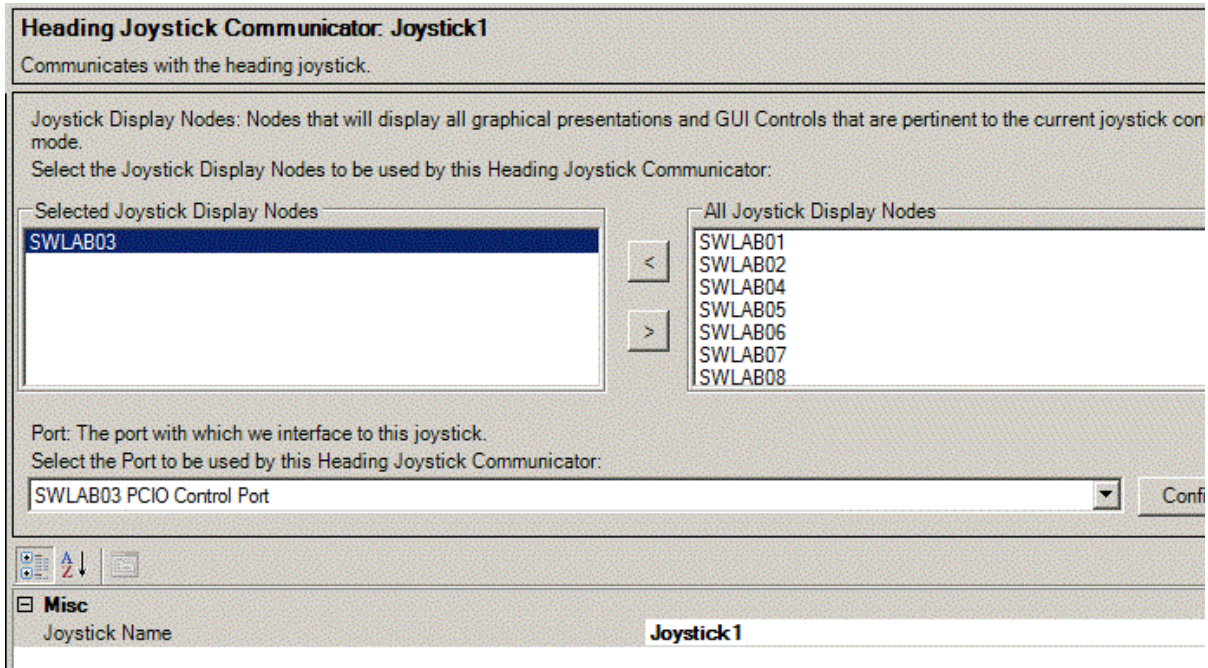 Heading Joystick Communicator: Joystick1
Communicates with the heading joystick.
Joystick Display Nodes: Nodes that will display all graphical presentations and GUI Controls that are pertinent to the current joystick
mode.
Select the Joystick Display Nodes to be used by this Heading Joystick Communicator:
Selected Joystick Display Nodes
SWLAB03
<
>
All Joystick Display Nodes
SWLAB01
SWLAB02
SWLAB04
SWLAB05
SWLAB06
SWLAB07
SWLAB08
Port: The port with which we interface to this joystick.
Select the Port to be used by this Heading Joystick Communicator:
SWLAB03 PCIO Control Port
A
Z
Misc
Joystick Name
Joystick1